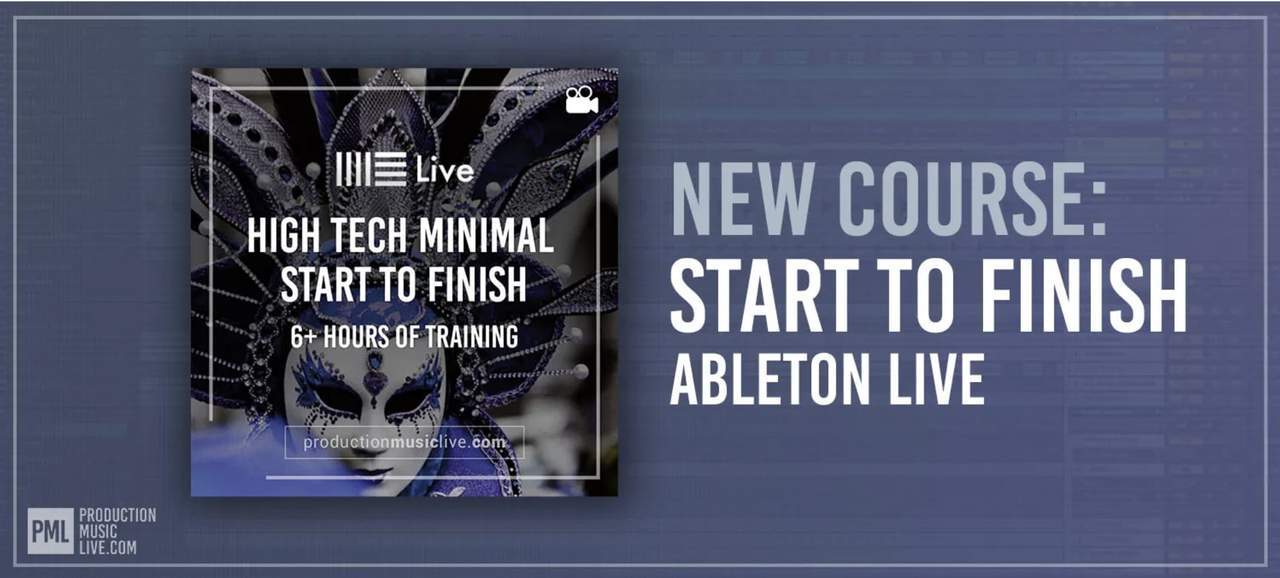 Live
HIGH TECH MINIMAL
START TO FINISH
6+ HOURS OF TRAINING
productionmusiclive.com
NEW COURSE:
START TO FINISH
ABLETON LIVE
PML
PRODUCTION
MUSIC
LIVE.COM